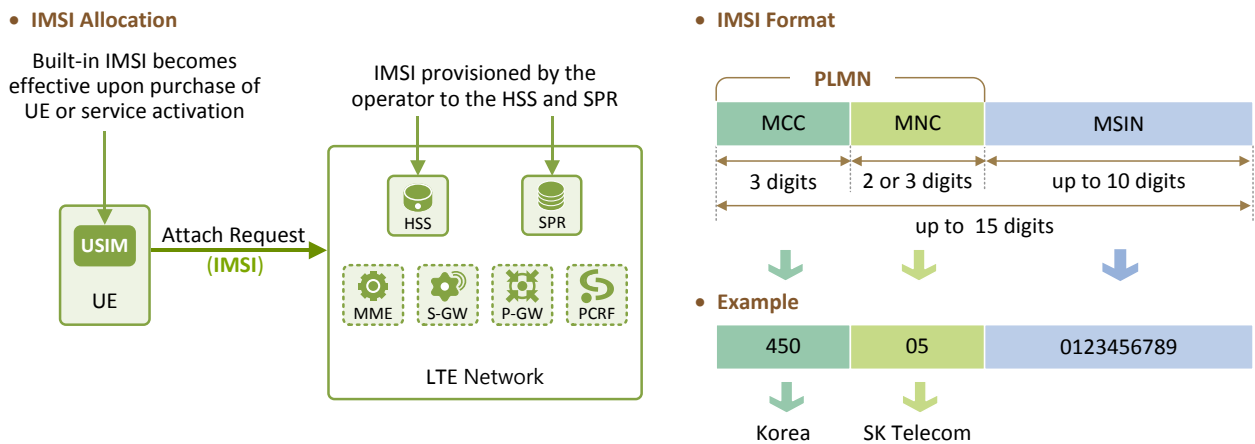 • IMSI Allocation
Built-in IMSI becomes
effective upon purchase of
UE or service activation
IMSI provisioned by the
operator to the HSS and SPR
HSS
SPR
USIM
UE
Attach Request
(IMSI)
MME
S-GW
P-GW
PCRF
LTE Network
• IMSI Format
PLMN
MCC
MNC
MSIN
3 digits
2 or 3 digits
up to 10 digits
up to 15 digits
• Example
450
05
0123456789
Korea
SK Telecom